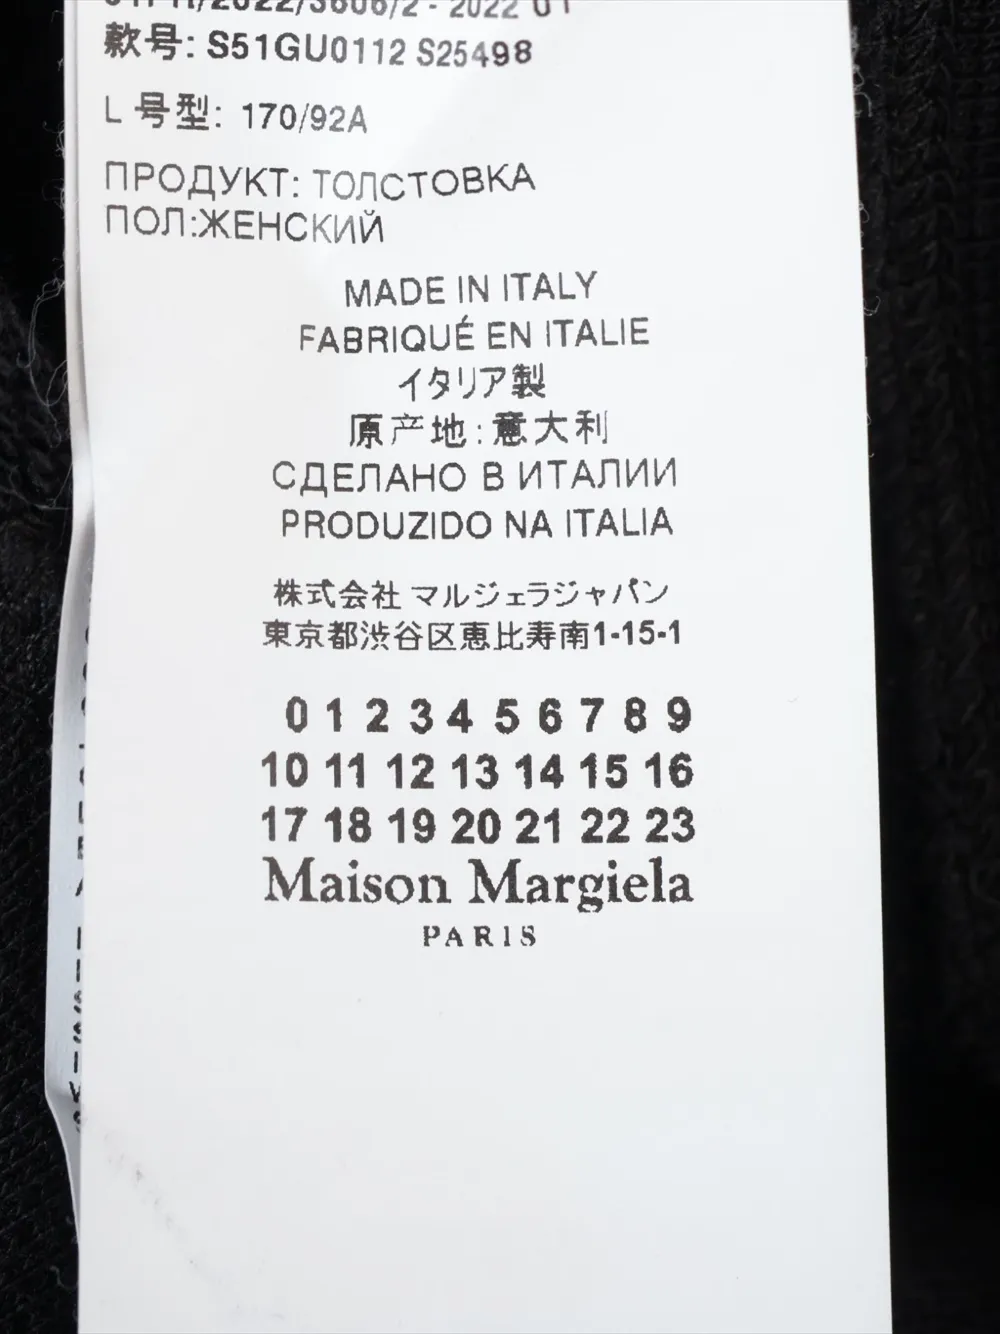 款号: S51GU0112 S25498
L 号型: 170/92A
ПРОДУКТ: ТОЛСТОВКА
ПОЛ:ЖЕНСКИЙ
MADE IN ITALY
FABRIQUÉ EN ITALIE
イタリア製
原产地:意大利
СДЕЛАНО В ИТАЛИИ
PRODUZIDO NA ITALIA
株式会社 マルジェラジャパン
東京都渋谷区恵比寿南1-15-1
0 1 2 3 4 5 6 7 8 9
10 11 12 13 14 15 16
17 18 19 20 21 22 23
Maison Margiela
PARIS